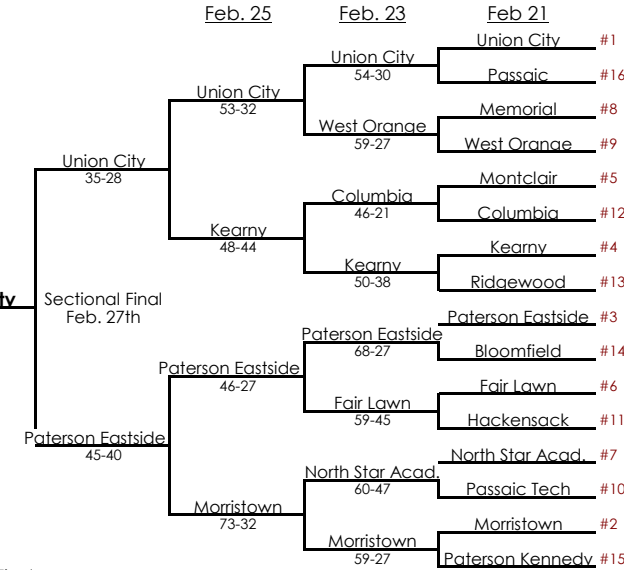 Feb. 25 Feb. 23 Feb 21
Union City #1
Union City
54-30
Passaic #16
Union City
53-32
Memorial #8
West Orange
59-27
West Orange #9
Union City
35-28
Montclair #5
Columbia
46-21
Columbia #12
Kearny
48-44
Kearny #4
Kearny
50-38
Ridgewood #13
ty
Sectional Final
Feb. 27th
Paterson Eastside #3
Paterson Eastside
68-27
Bloomfield #14
Paterson Eastside
46-27
Fair Lawn #6
Fair Lawn
59-45
Hackensack #11
Paterson Eastside
45-40
North Star Acad. #7
North Star Acad.
60-47
Passaic Tech #10
Morristown
73-32
Morristown #2
Morristown
59-27
Paterson Kennedy #15